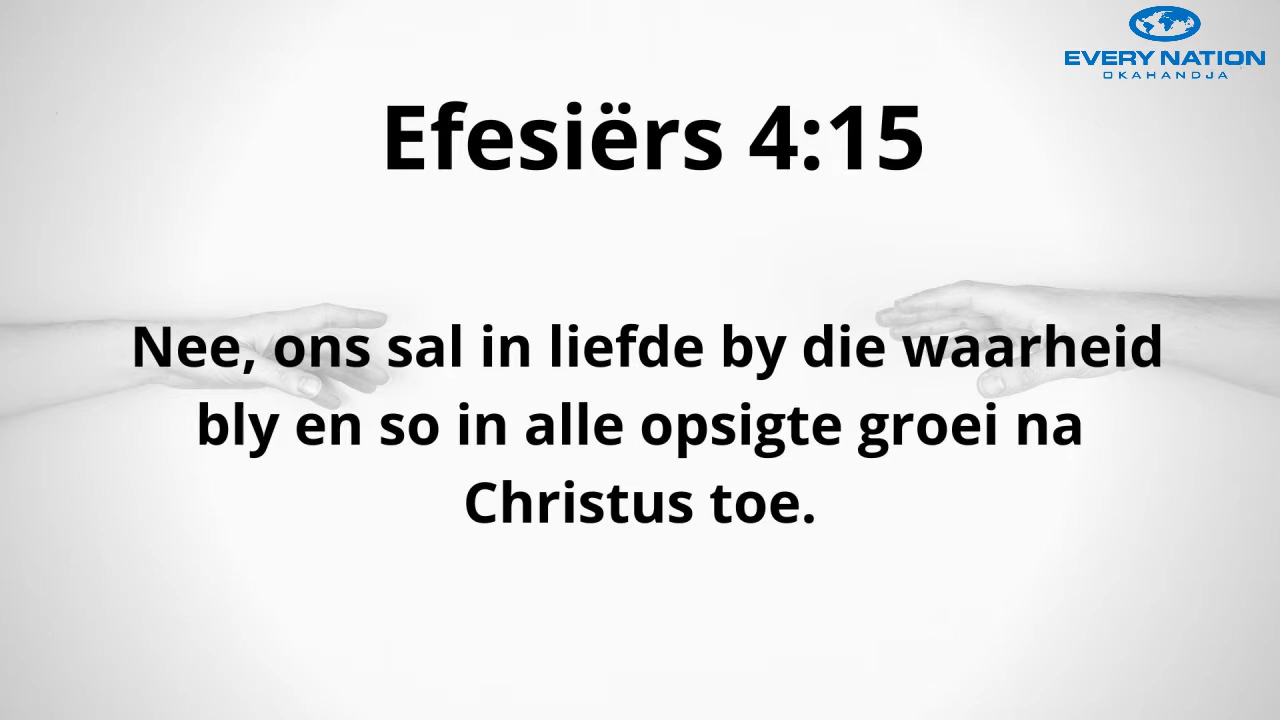 EVERY NATION
OKAHANDJA
Efesiërs 4:15
Nee, ons sal in liefde by die waarheid
bly en so in alle opsigte groei na
Christus toe.